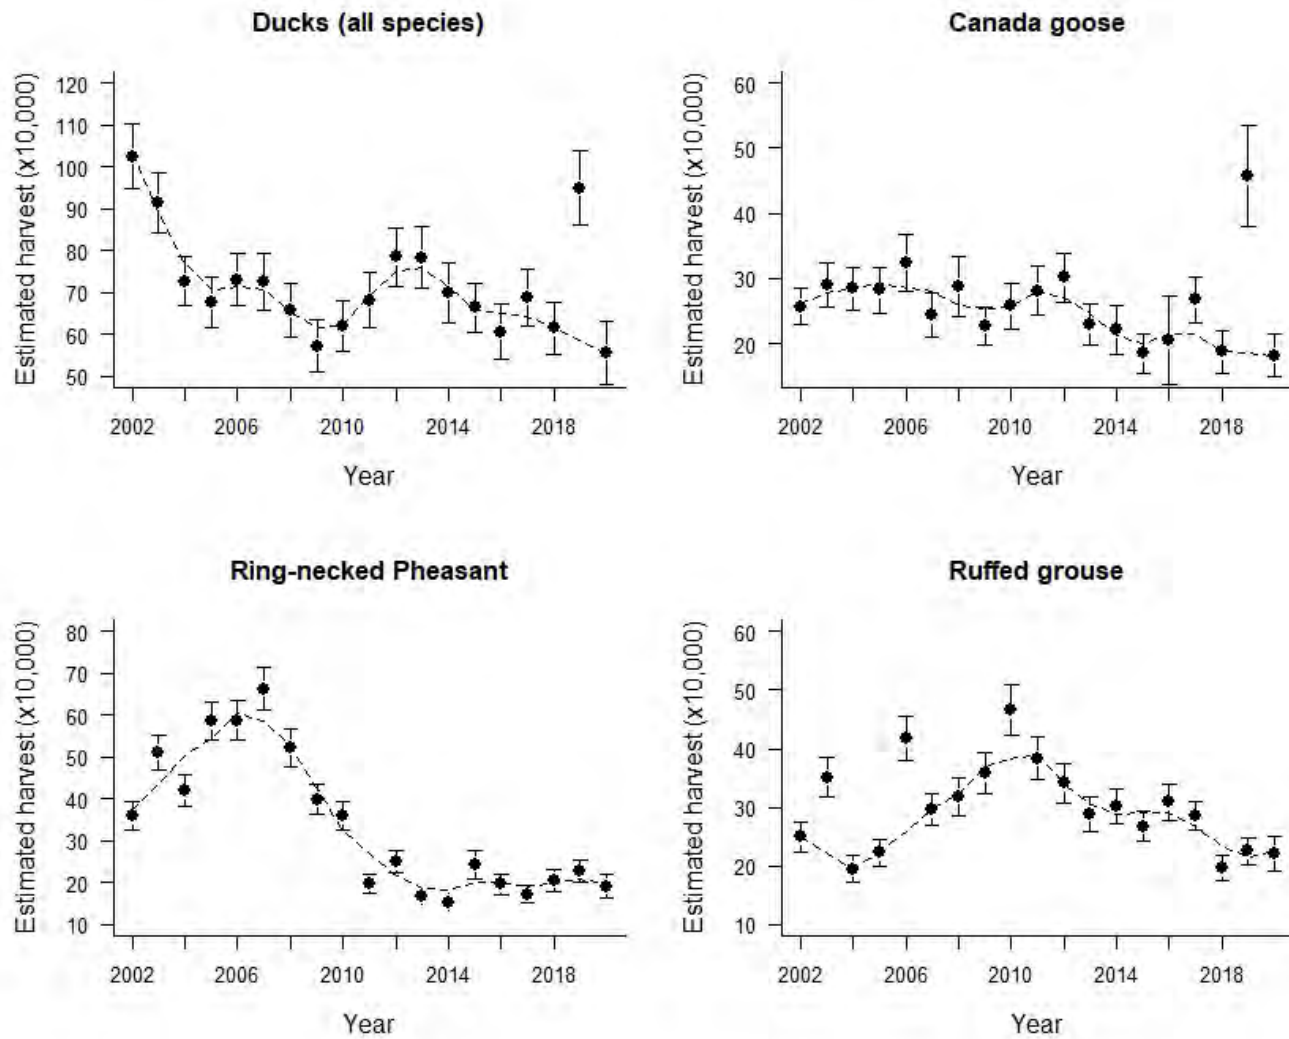 Ducks (all species)
Estimated harvest (x10,000)
120
110
100
90
80
70
60
50
2002 2006 2010 2014 2018
Year
Canada goose
Estimated harvest (x10,000)
60
50
40
30
20
2002 2006 2010 2014 2018
Year
Ring-necked Pheasant
Estimated harvest (x10,000)
80
70
60
50
40
30
20
10
2002 2006 2010 2014 2018
Year
Ruffed grouse
Estimated harvest (x10,000)
60
50
40
30
20
10
2002 2006 2010 2014 2018
Year